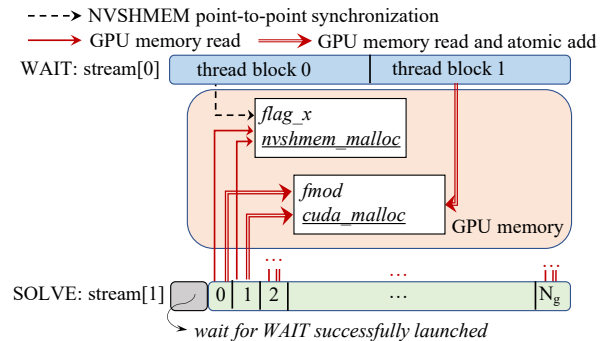 NVSHMEM point-to-point synchronization
GPU memory read
GPU memory read and atomic add
WAIT: stream[0]
thread block 0
thread block 1
flag_x
nvshmem_malloc
fmod
cuda_malloc
GPU memory
...
...
...
SOLVE: stream[1]
0
1
2
...
Ng
wait for WAIT successfully launched